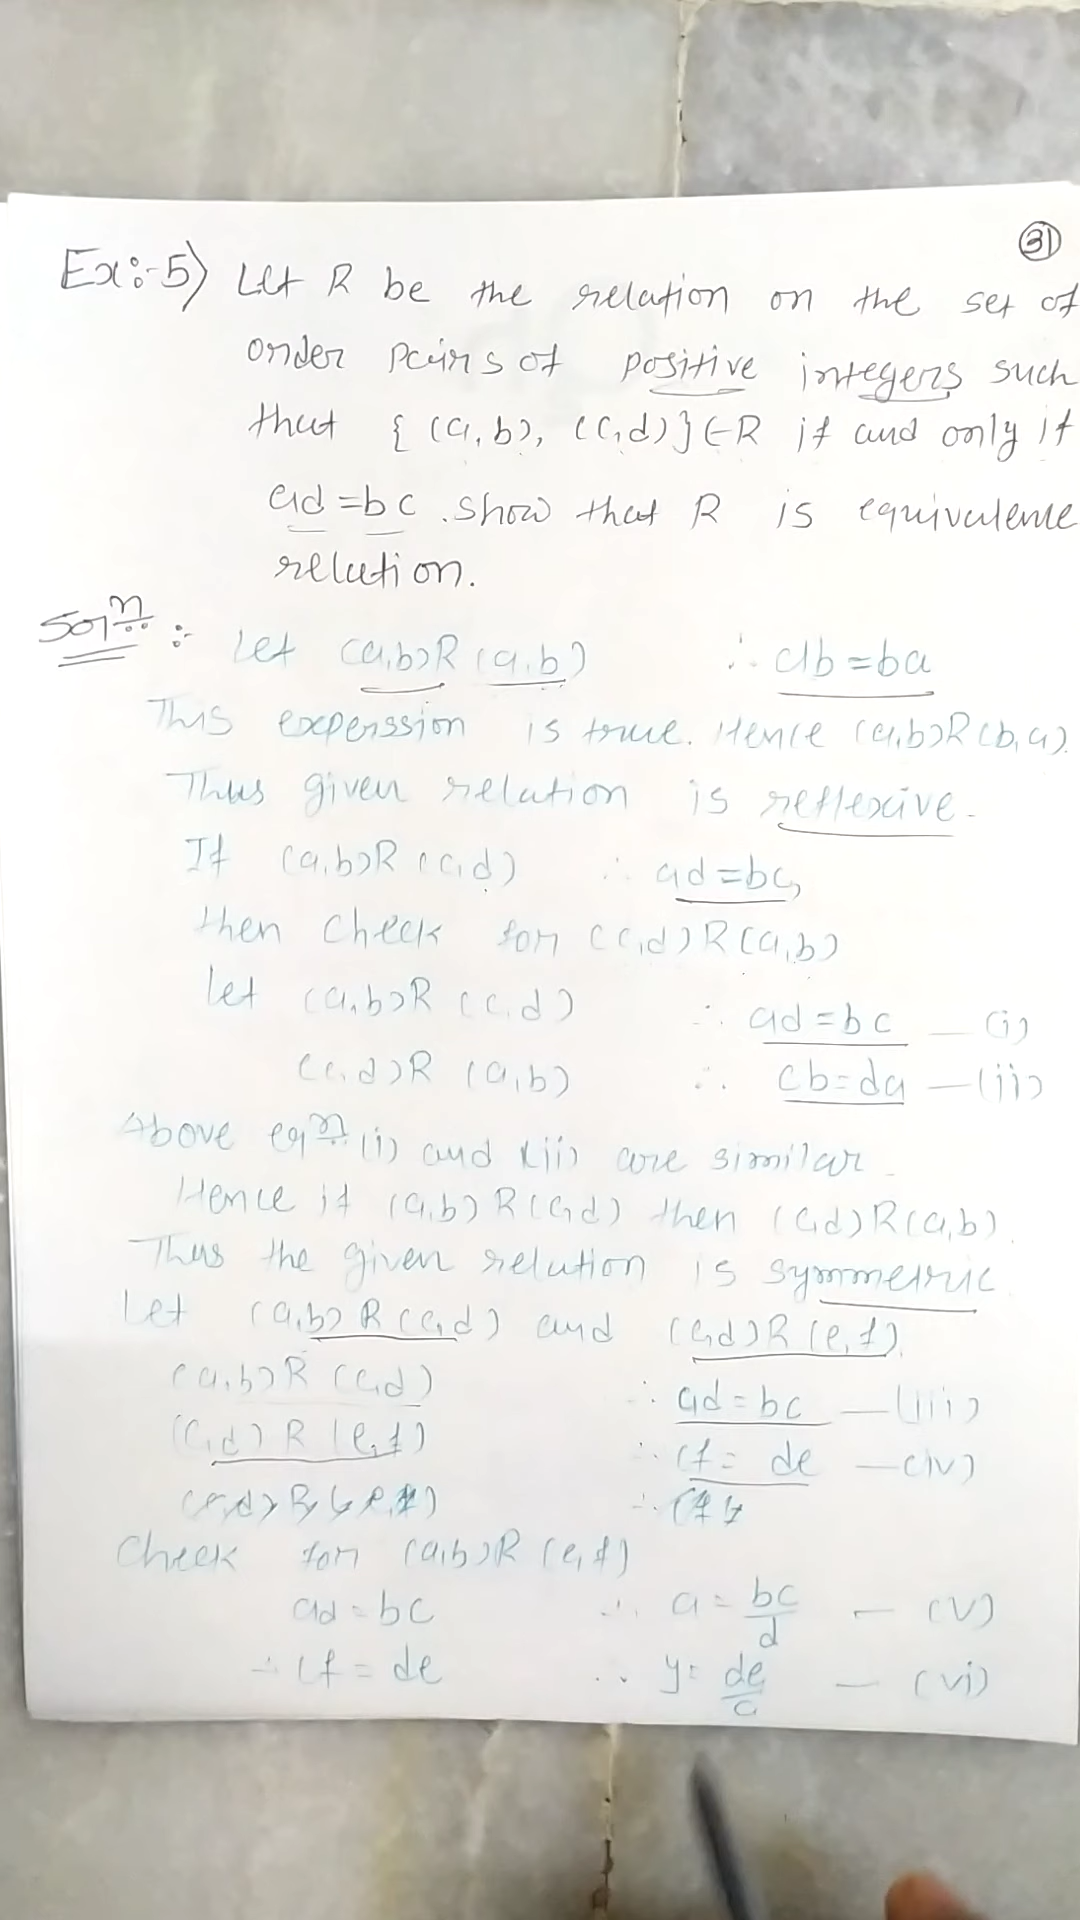 31
Ex:-5) Let R be the relation on the set of
order pairs of positive integers such
that { (a,b), (c,d)} ∈ R if and only if
ad = bc . show that R is equivalence
relation.
Solⁿ : Let (a,b)R (a,b) ∴ ab = ba
This experssion is true. Hence (a,b)R(b,a).
Thus given relation is reflexive.
If (a,b)R (c,d) ∴ ad = bc,
then check for (c,d)R(a,b)
let (a,b)R (c,d) ∴ ad = bc — (i)
(c,d)R (a,b) ∴ cb = da — (ii)
Above eqⁿ (i) and (ii) are similar.
Hence if (a,b) R(c,d) then (c,d)R(a,b).
Thus the given relation is symmetric
Let (a,b) R (c,d) and (c,d)R (e,f).
(a,b)R (c,d) ∴ ad = bc — (iii)
(c,d) R (e,f) ∴ cf = de — (iv)
Check for (a,b)R (e,f)
ad = bc ∴ a = bc/d — (v)
∴ cf = de ∴ y = de/c — (vi)